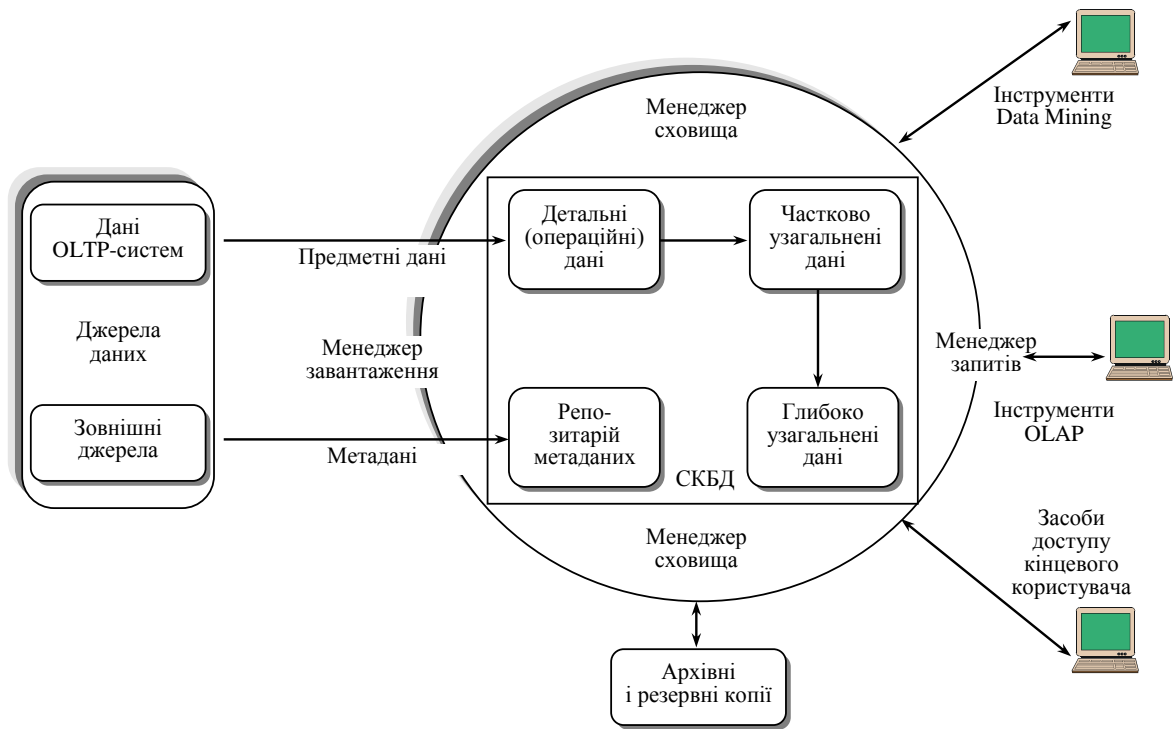 Менеджер
сховища
Інструменти
Data Mining
Дані
OLTP-систем
Предметні дані
Детальні
(операційні)
дані
Частково
узагальнені
дані
Джерела
даних
Менеджер
завантаження
Менеджер
запитів
Інструменти
OLAP
Зовнішні
джерела
Метадані
Репо-
зитарій
метаданих
СКБД
Глибоко
узагальнені
дані
Менеджер
сховища
Засоби
доступу
кінцевого
користувача
Архівні
і резервні копії